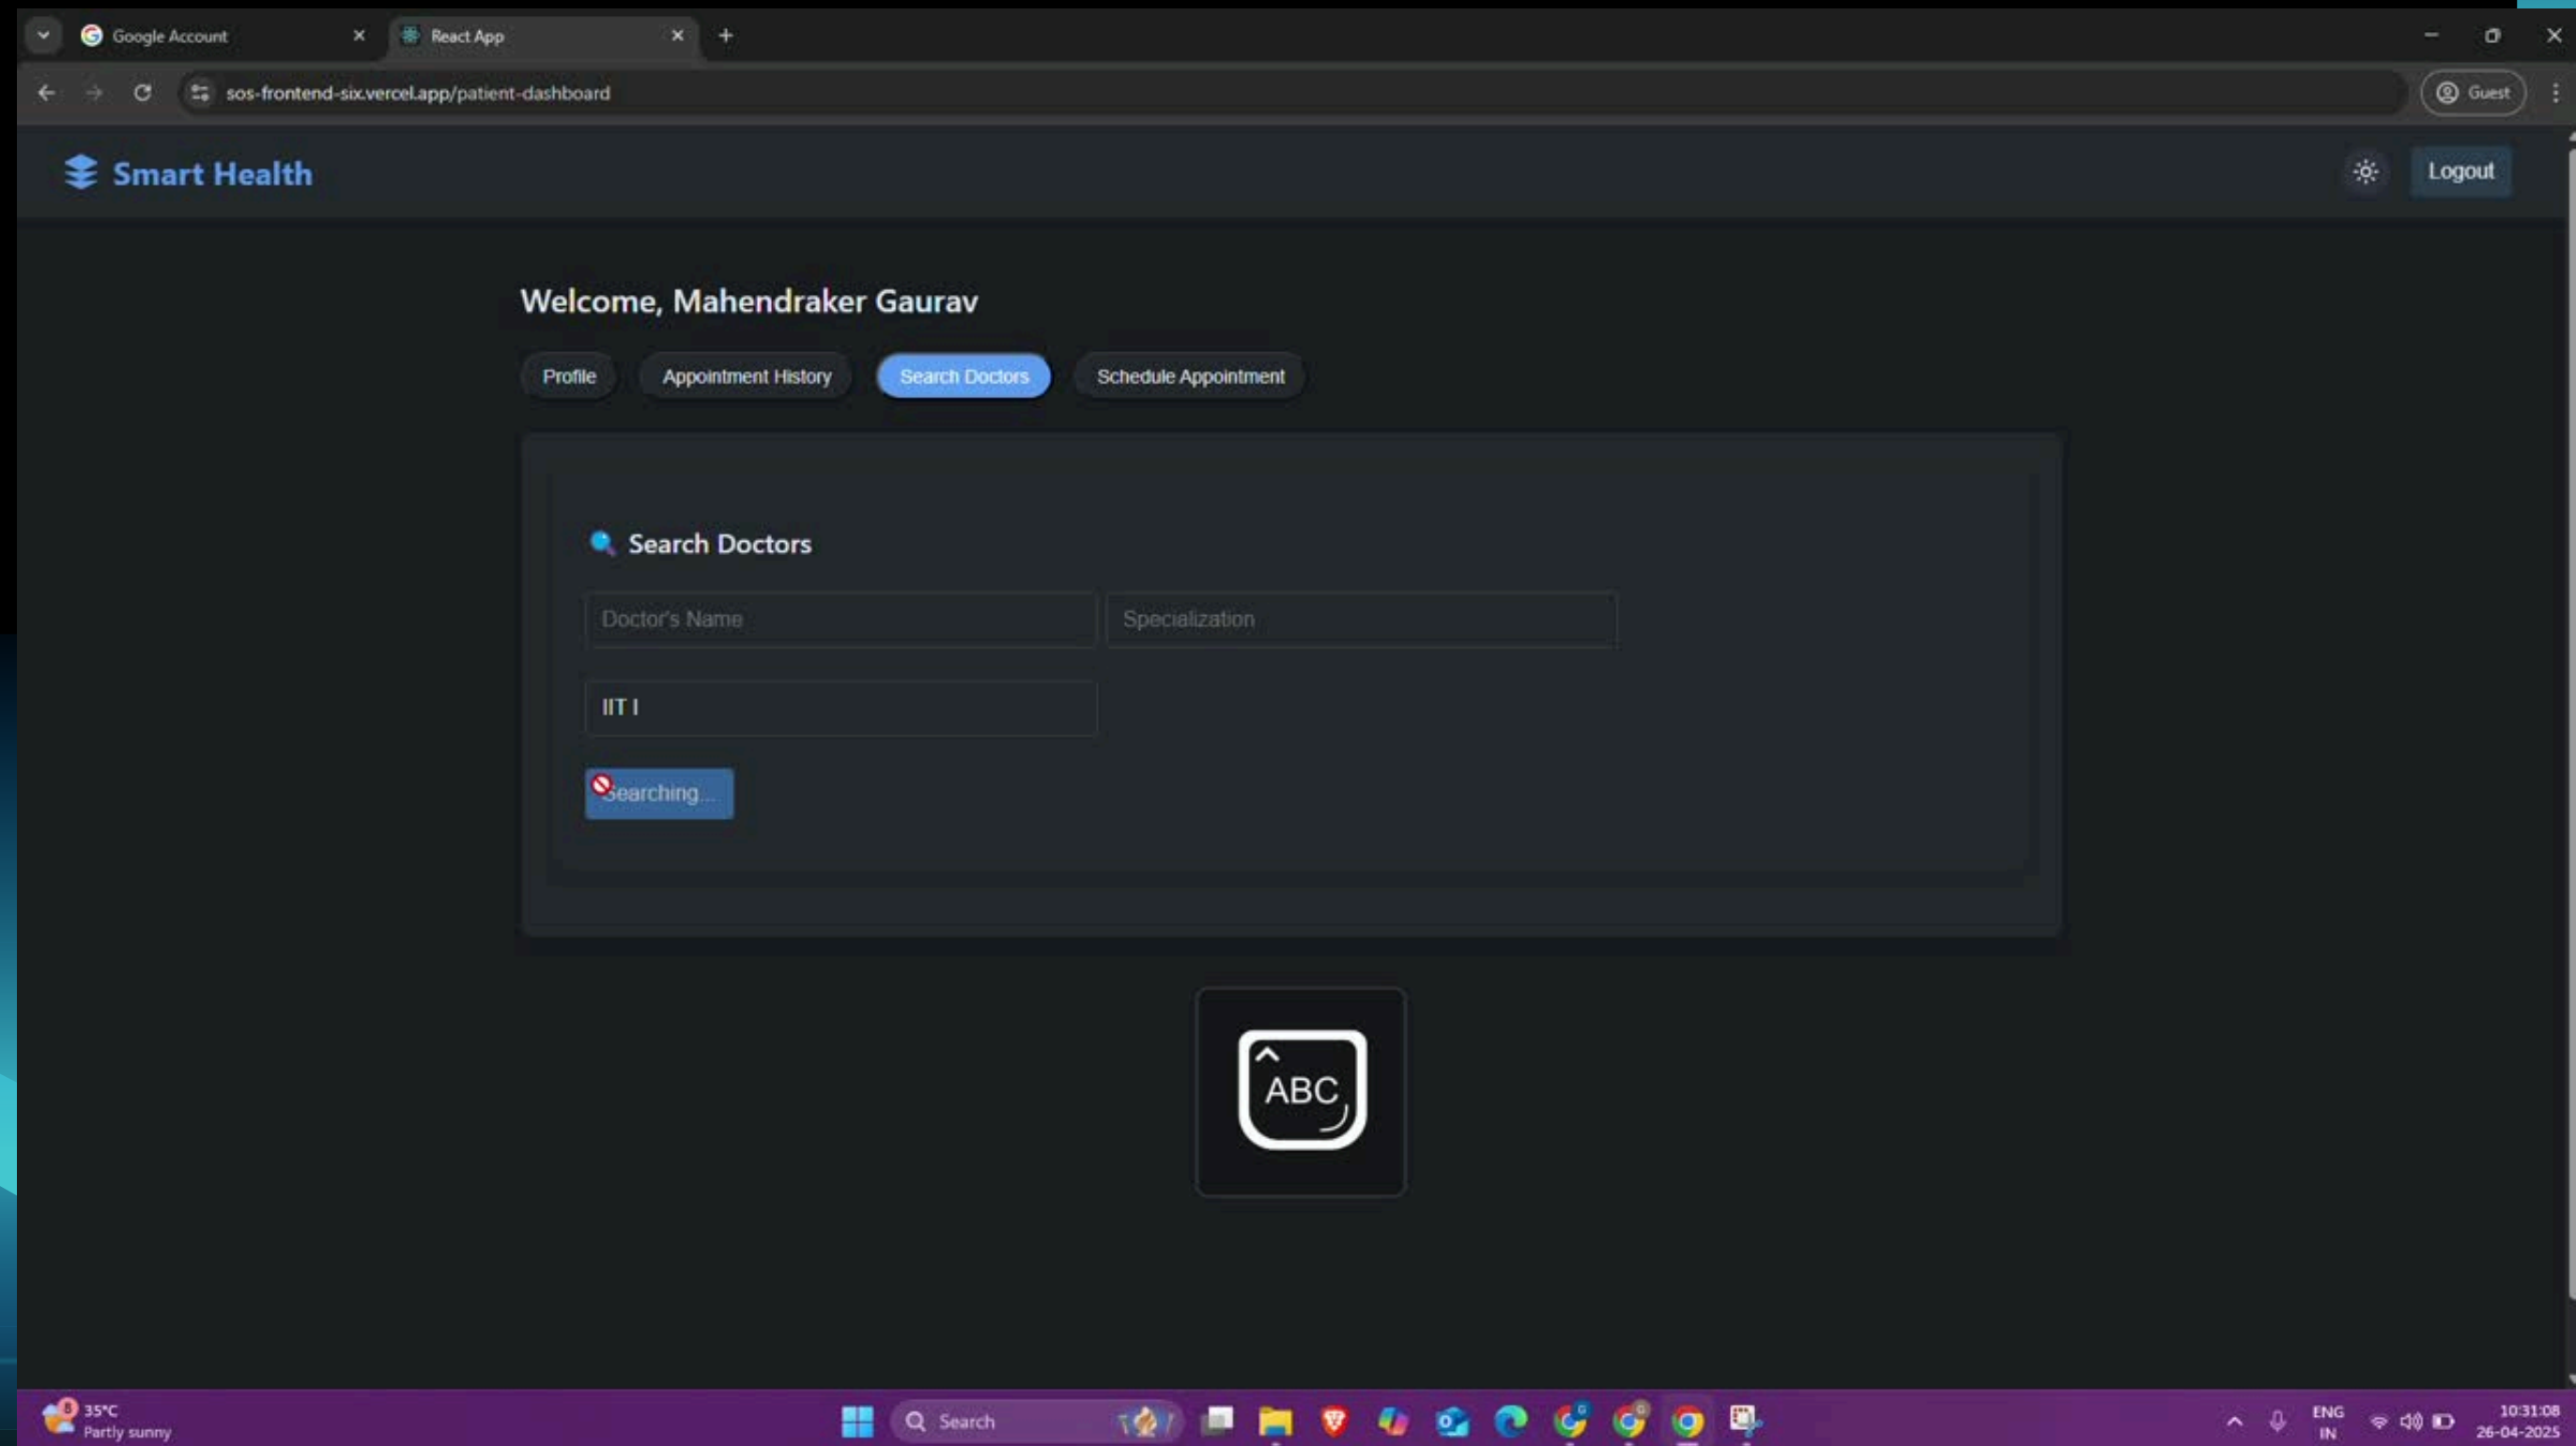 Google Account
React App
sos-frontend-six.vercel.app/patient-dashboard
Guest
Smart Health
Logout
Welcome, Mahendraker Gaurav
Profile Appointment History Search Doctors Schedule Appointment
🔍 Search Doctors
Doctor's Name Specialization
IIT I
Searching...
ABC
8
35°C
Partly sunny
Search
ENG
IN
10:31:08
26-04-2025